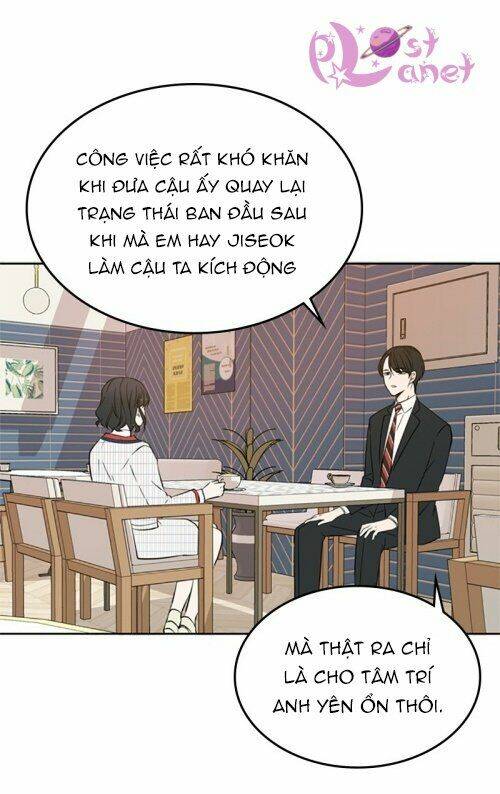 Lost
Planet
CÔNG VIỆC RẤT KHÓ KHĂN
KHI ĐƯA CẬU ẤY QUAY LẠI
TRẠNG THÁI BAN ĐẦU SAU
KHI MÀ EM HAY JISEOK
LÀM CẬU TA KÍCH ĐỘNG
MÀ THẬT RA CHỈ
LÀ CHO TÂM TRÍ
ANH YÊN ỔN THÔI.